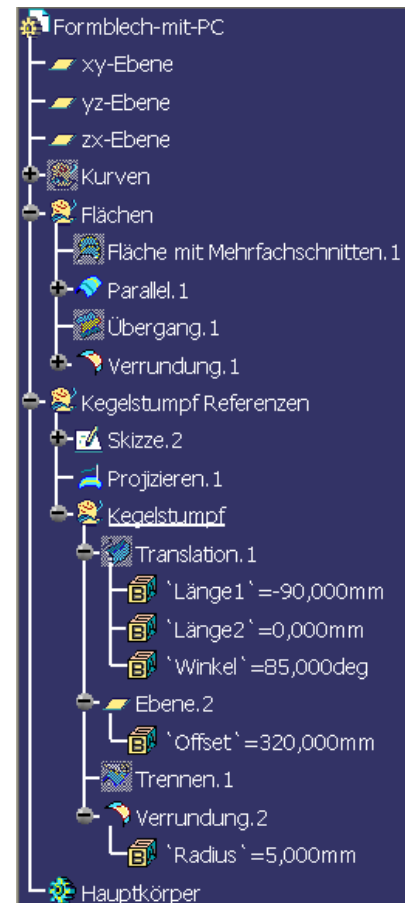 Formblech-mit-PC
xy-Ebene
yz-Ebene
zx-Ebene
Kurven
Flächen
Fläche mit Mehrfachschnitten.1
Parallel.1
Übergang.1
Verrundung.1
Kegelstumpf Referenzen
Skizze.2
Projizieren.1
Kegelstumpf
Translation.1
`Länge1`=-90,000mm
`Länge2`=0,000mm
`Winkel`=85,000deg
Ebene.2
`Offset`=320,000mm
Trennen.1
Verrundung.2
`Radius`=5,000mm
Hauptkörper